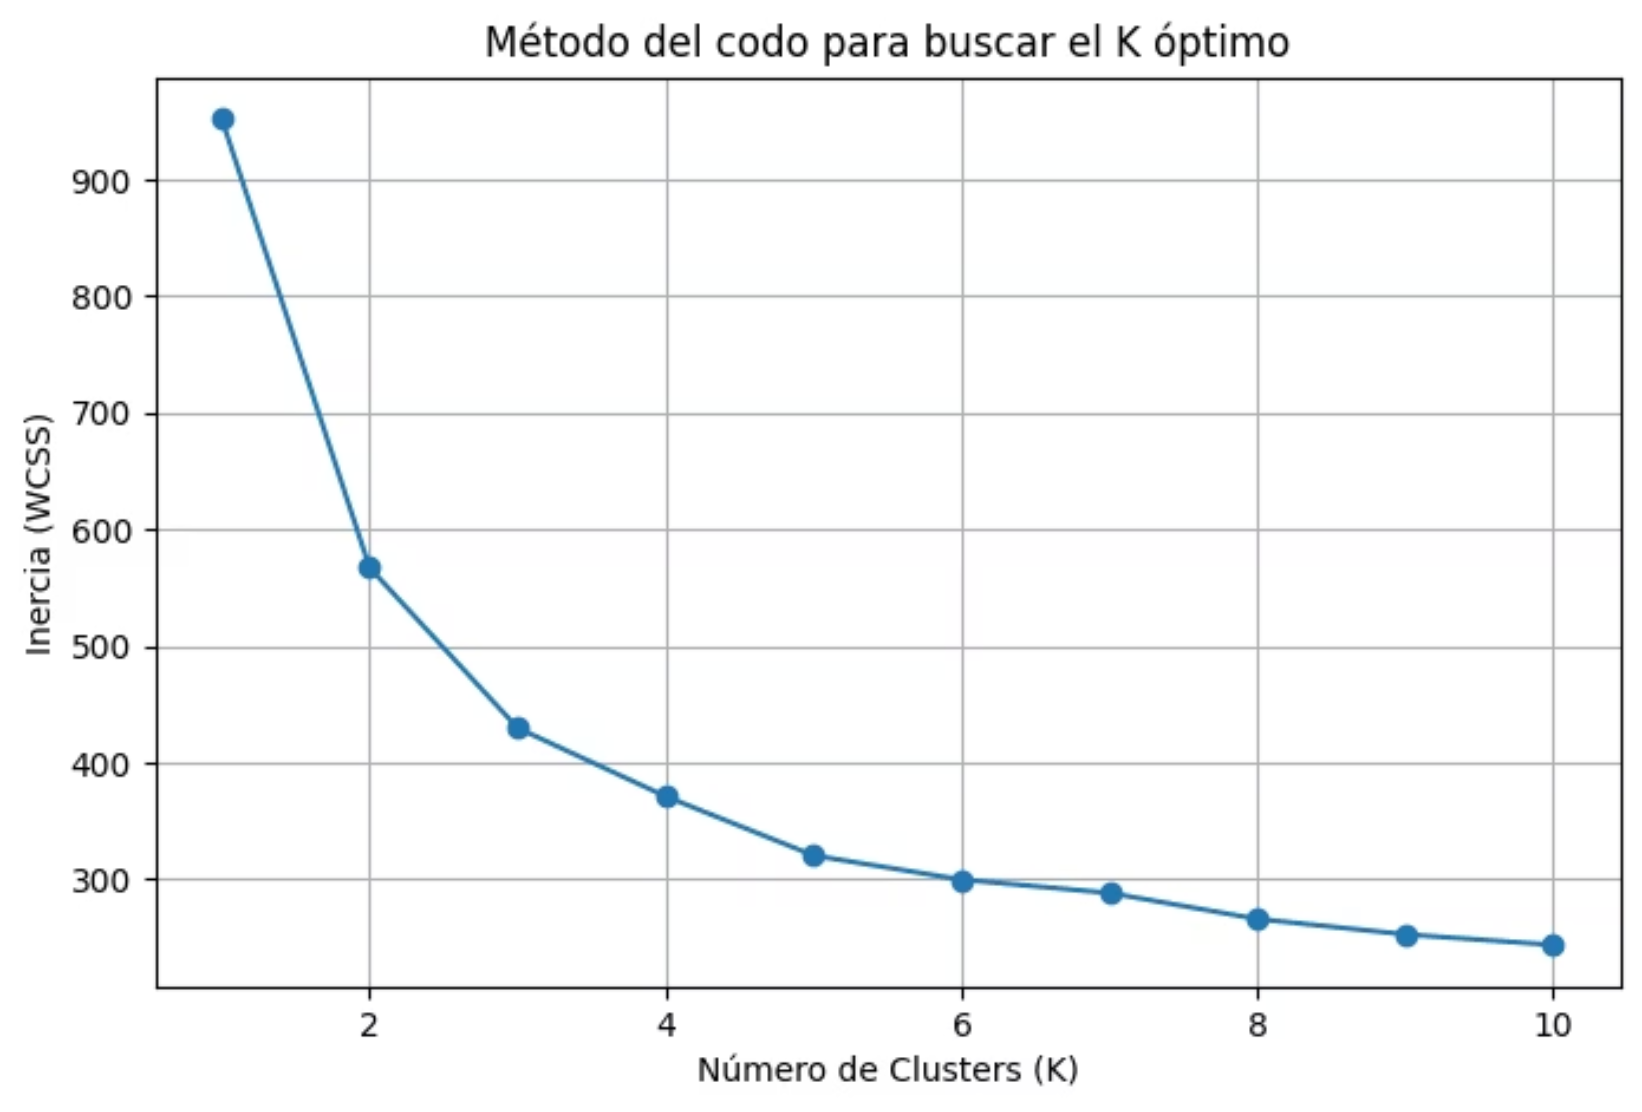 Método del codo para buscar el K óptimo
Inercia (WCSS)
900
800
700
600
500
400
300
2 4 6 8 10
Número de Clusters (K)